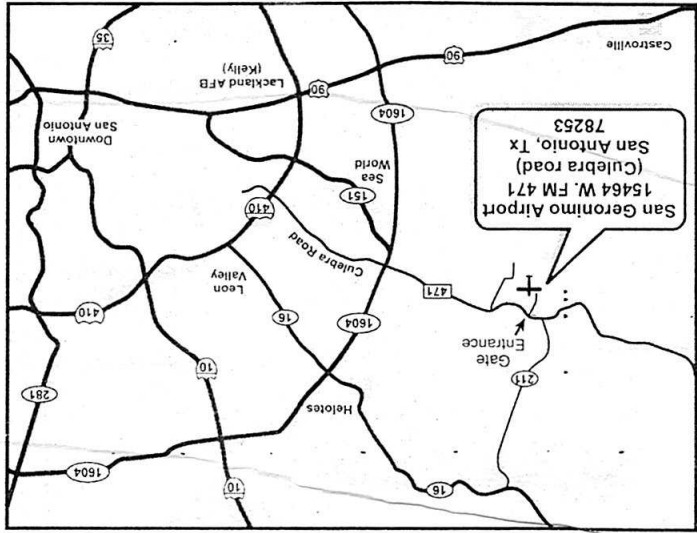 16
10
1604
Helotes
281
211
10
Gate
Entrance
1604
16
410
Leon
Valley
471
Culebra Road
410
San Geronimo Airport
15464 W. FM 471
(Culebra road)
San Antonio, Tx
78253
151
Sea
World
Downtown
San Antonio
1604
90
Lackland AFB
(Kelly)
35
90
Castroville